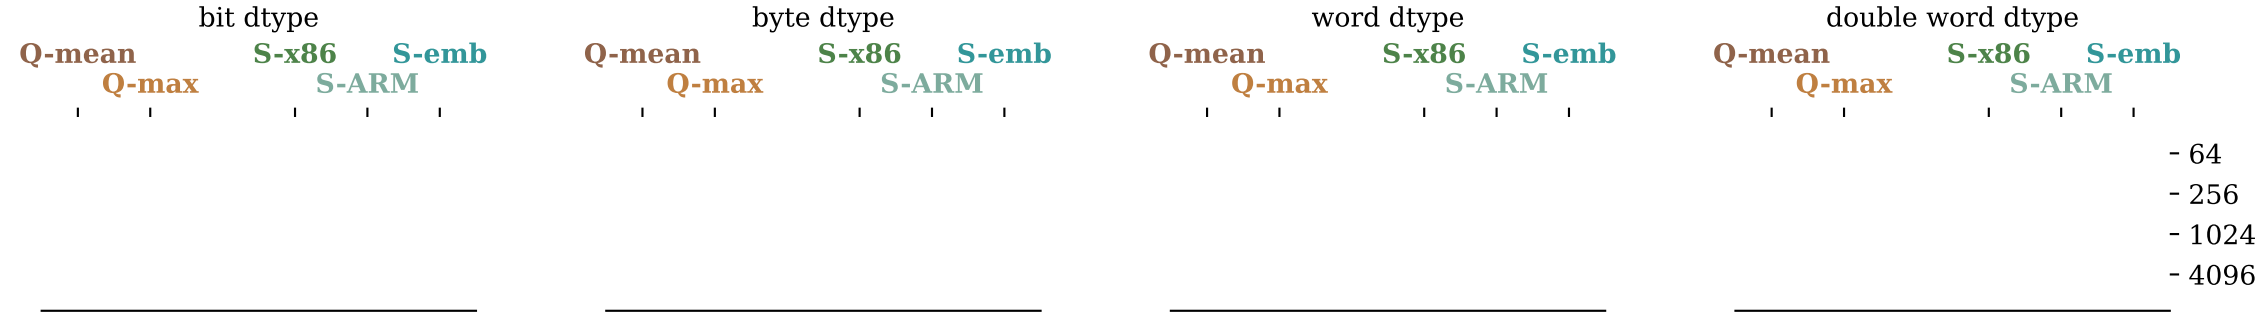 bit dtype byte dtype word dtype double word dtype
Q-mean S-x86 S-emb Q-mean S-x86 S-emb Q-mean S-x86 S-emb Q-mean S-x86 S-emb
Q-max S-ARM Q-max S-ARM Q-max S-ARM Q-max S-ARM
64
256
1024
4096